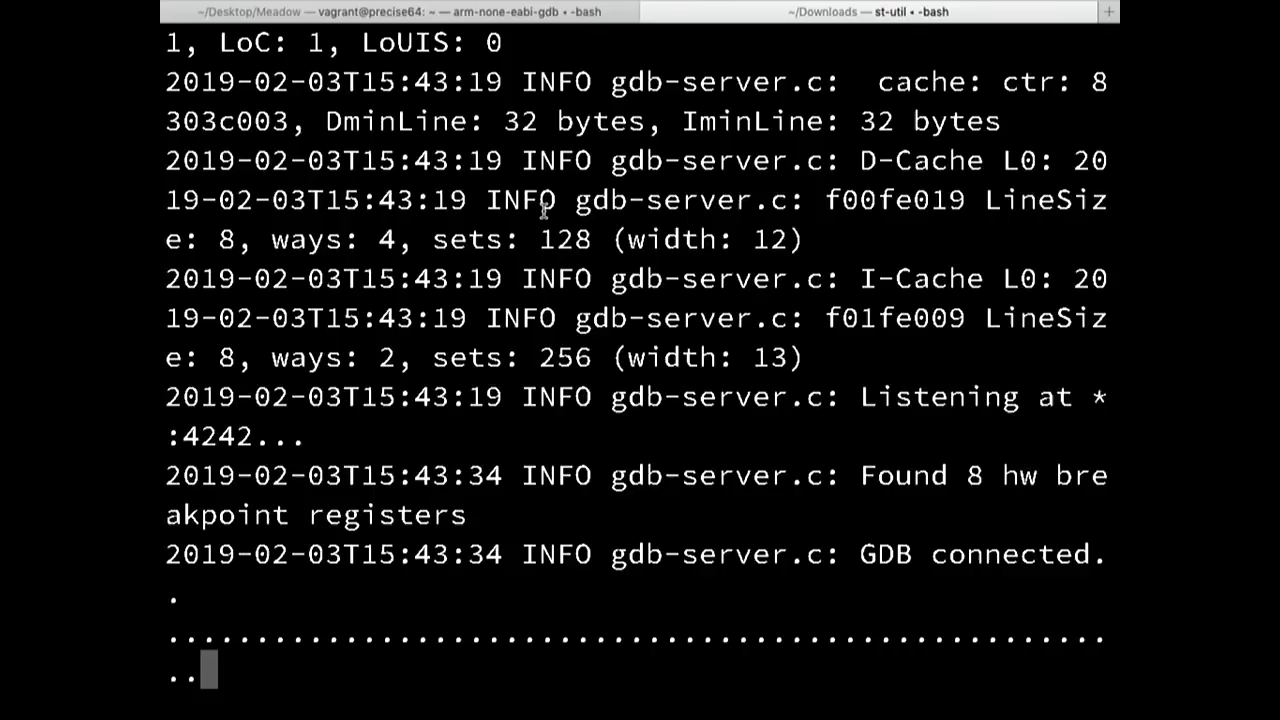 ~/Desktop/Meadow — vagrant@precise64: ~ — arm-none-eabi-gdb • -bash
~/Downloads — st-util • -bash
+
1, LoC: 1, LoUIS: 0
2019-02-03T15:43:19 INFO gdb-server.c:  cache: ctr: 8
303c003, DminLine: 32 bytes, IminLine: 32 bytes
2019-02-03T15:43:19 INFO gdb-server.c: D-Cache L0: 20
19-02-03T15:43:19 INFO gdb-server.c: f00fe019 LineSiz
e: 8, ways: 4, sets: 128 (width: 12)
2019-02-03T15:43:19 INFO gdb-server.c: I-Cache L0: 20
19-02-03T15:43:19 INFO gdb-server.c: f01fe009 LineSiz
e: 8, ways: 2, sets: 256 (width: 13)
2019-02-03T15:43:19 INFO gdb-server.c: Listening at *
:4242...
2019-02-03T15:43:34 INFO gdb-server.c: Found 8 hw bre
akpoint registers
2019-02-03T15:43:34 INFO gdb-server.c: GDB connected.
.
.....................................................
..